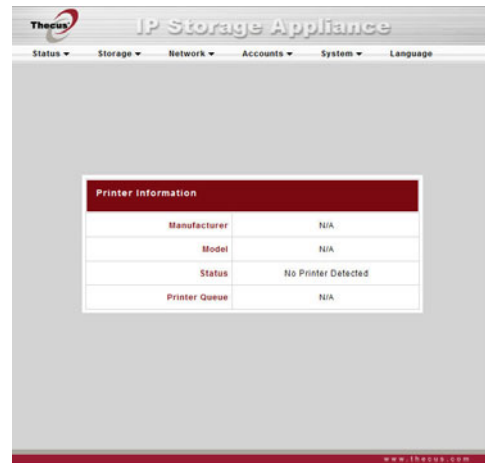 Thecus
IP Storage Appliance
Status Storage Network Accounts System Language
Printer Information
Manufacturer N/A
Model N/A
Status No Printer Detected
Printer Queue N/A
www.thecus.com